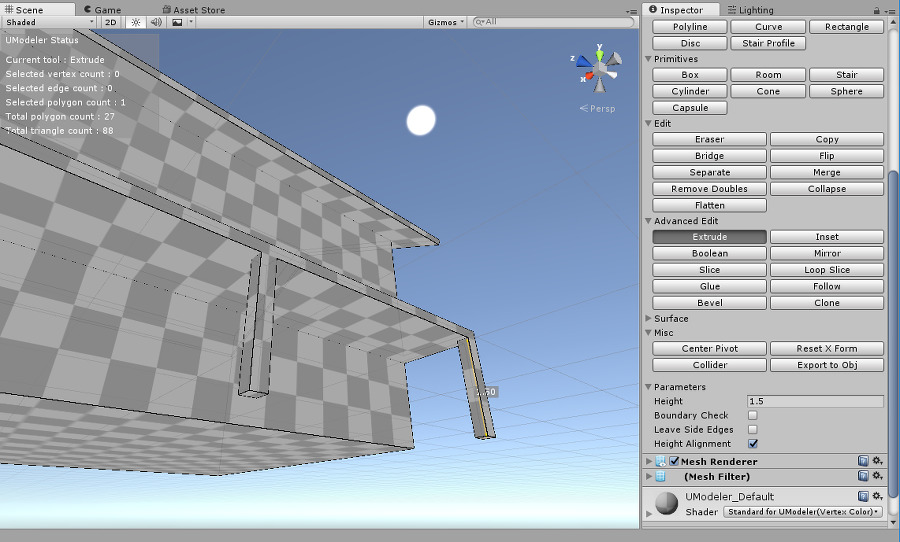 Scene
Game
Asset Store
Inspector
Lighting
Shaded
2D
Gizmos
All
UModeler Status
Current tool : Extrude
Selected vertex count : 0
Selected edge count : 0
Selected polygon count : 1
Total polygon count : 27
Total triangle count : 88
y
z
x
Persp
Polyline
Curve
Rectangle
Disc
Stair Profile
Primitives
Box
Room
Stair
Cylinder
Cone
Sphere
Capsule
Edit
Eraser
Copy
Bridge
Flip
Separate
Merge
Remove Doubles
Collapse
Flatten
Advanced Edit
Extrude
Inset
Boolean
Mirror
Slice
Loop Slice
Glue
Follow
Bevel
Clone
Surface
Misc
Center Pivot
Reset X Form
Collider
Export to Obj
Parameters
Height
1.5
Boundary Check
Leave Side Edges
Height Alignment
Mesh Renderer
(Mesh Filter)
UModeler_Default
Shader
Standard for UModeler(Vertex Color)